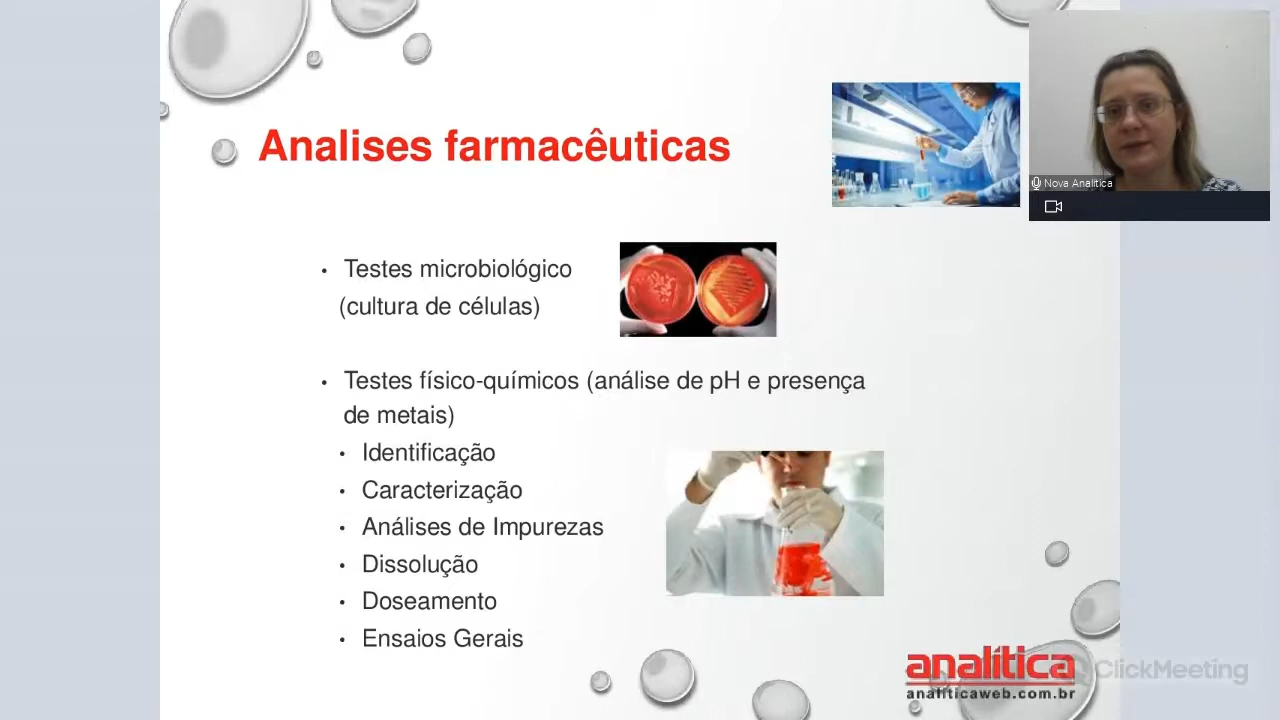 Analises farmacêuticas
Nova Analítica
• Testes microbiológico
(cultura de células)
• Testes físico-químicos (análise de pH e presença
de metais)
• Identificação
• Caracterização
• Análises de Impurezas
• Dissolução
• Doseamento
• Ensaios Gerais
analítica
analiticaweb.com.br
ClickMeeting